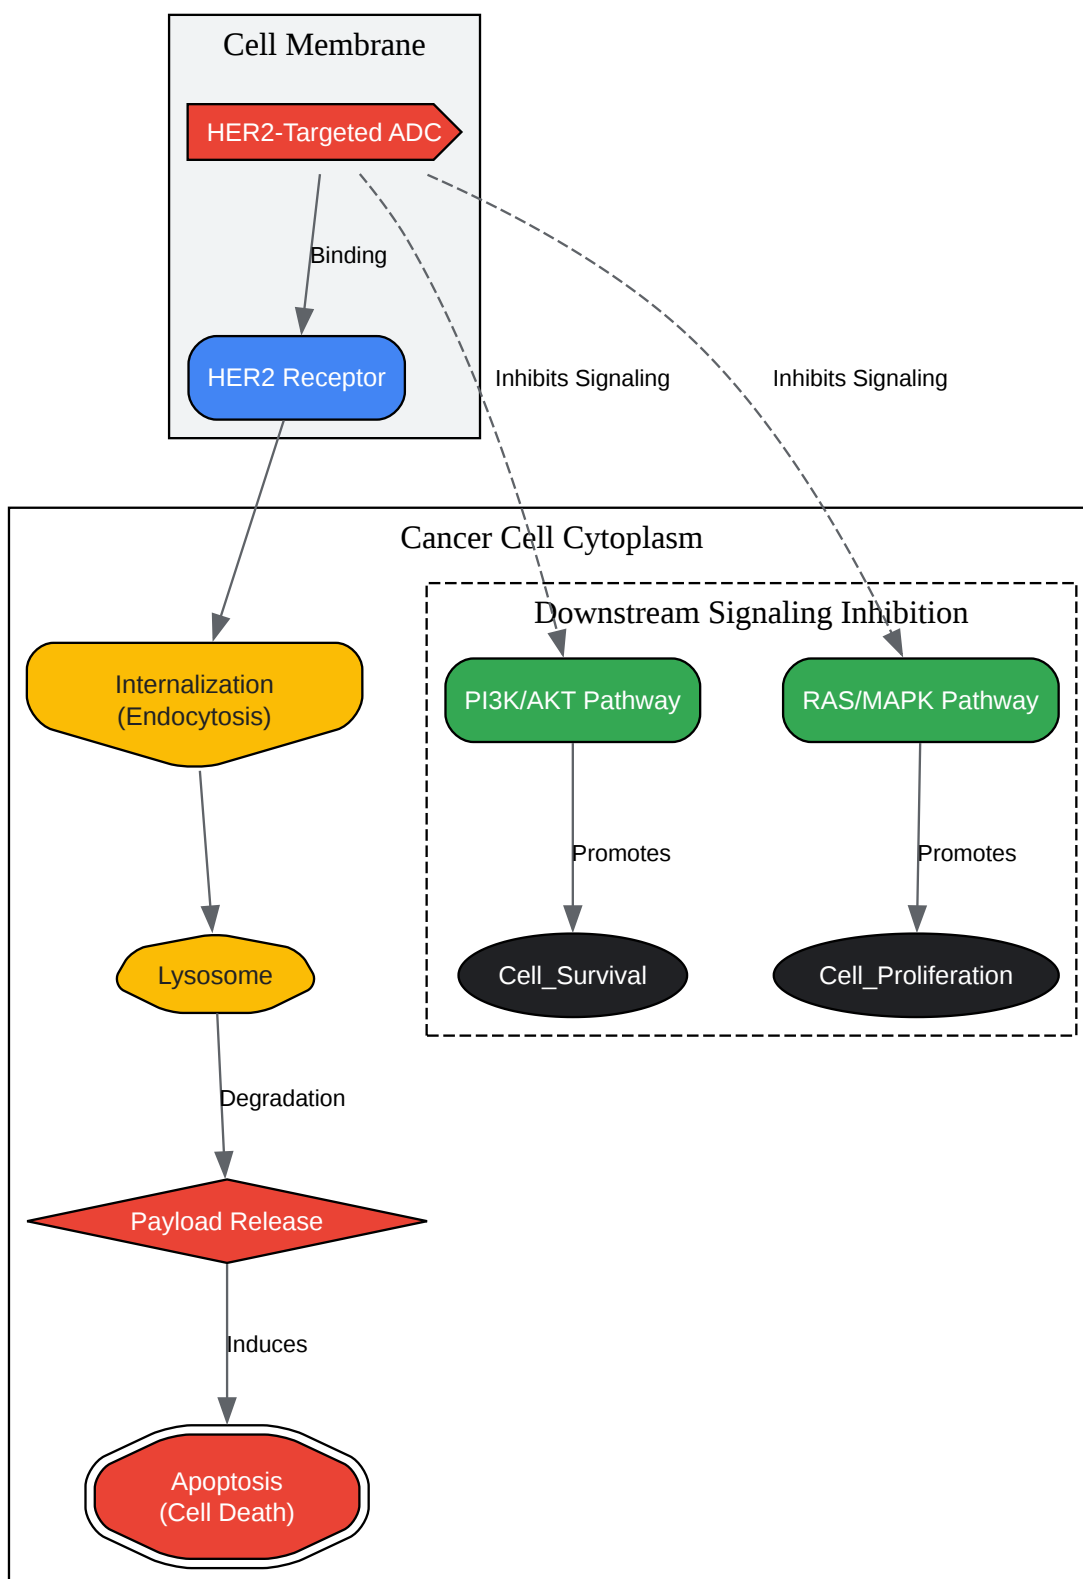 Cell Membrane
HER2-Targeted ADC
Binding
HER2 Receptor
Inhibits Signaling
Inhibits Signaling
Cancer Cell Cytoplasm
Downstream Signaling Inhibition
Internalization
(Endocytosis)
PI3K/AKT Pathway
RAS/MAPK Pathway
Promotes
Promotes
Lysosome
Cell_Survival
Cell_Proliferation
Degradation
Payload Release
Induces
Apoptosis
(Cell Death)